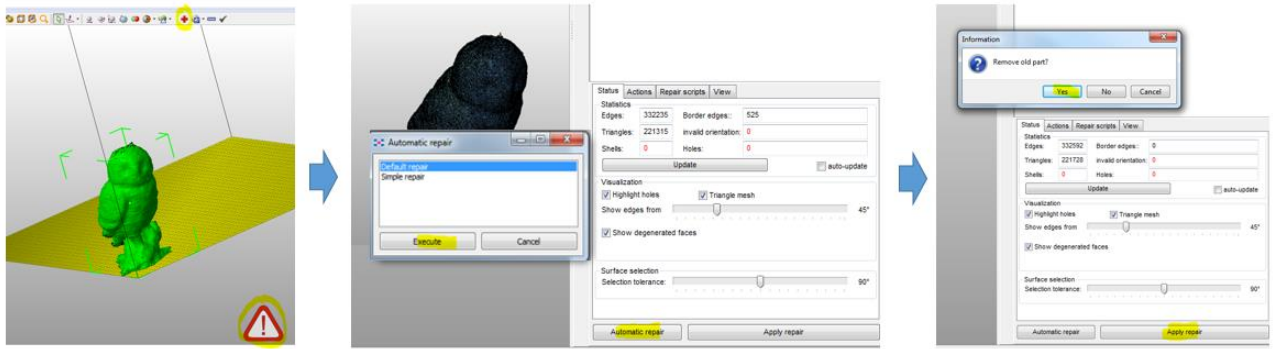 Automatic repair
Default repair
Simple repair
Execute Cancel
Status Actions Repair scripts View
Statistics
Edges: 332235 Border edges:: 525
Triangles: 221315 invalid orientation: 0
Shells: 0 Holes: 0
Update auto-update
Visualization
Highlight holes Triangle mesh
Show edges from 45°
Show degenerated faces
Surface selection
Selection tolerance: 90°
Automatic repair Apply repair
Information
Remove old part?
Yes No Cancel
Status Actions Repair scripts View
Statistics
Edges: 332592 Border edges:: 0
Triangles: 221728 invalid orientation: 0
Shells: 0 Holes: 0
Update auto-update
Visualization
Highlight holes Triangle mesh
Show edges from 45°
Show degenerated faces
Surface selection
Selection tolerance: 90°
Automatic repair Apply repair